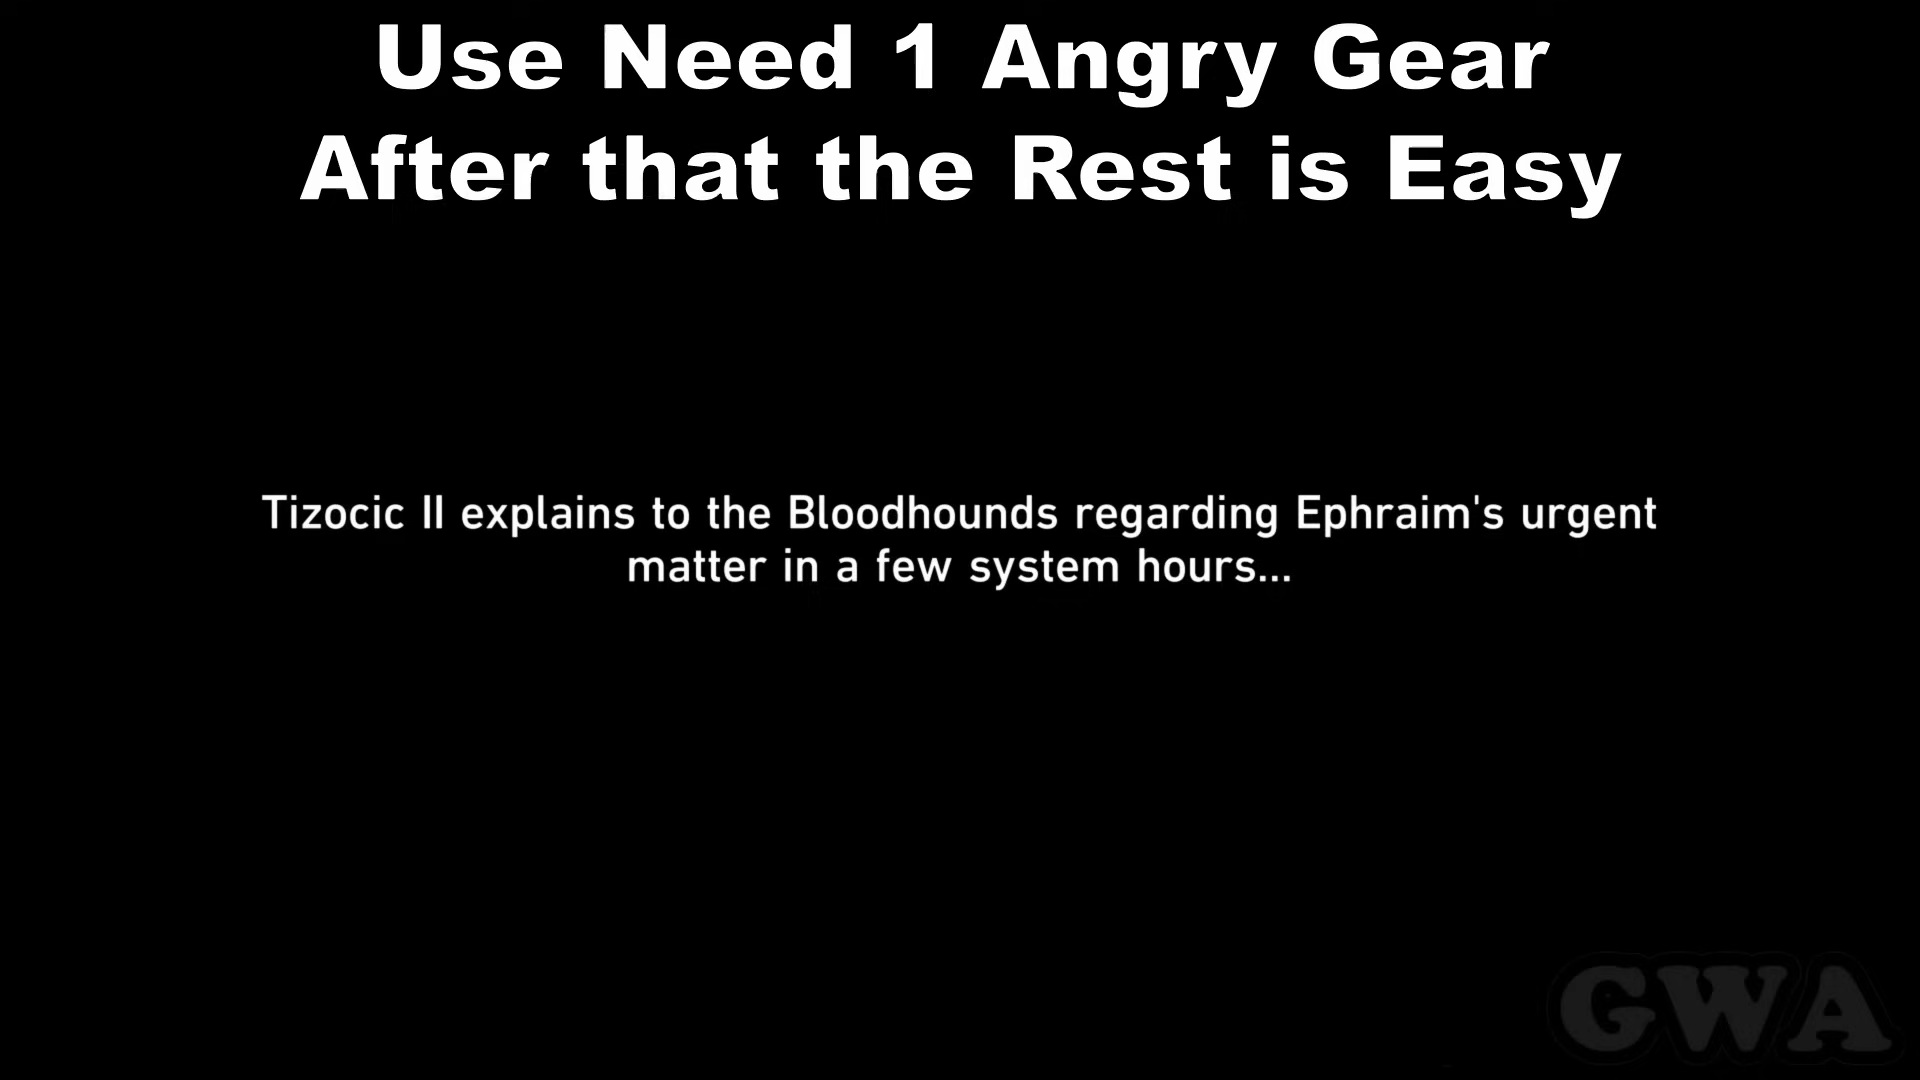 Use Need 1 Angry Gear
After that the Rest is Easy
Tizocic II explains to the Bloodhounds regarding Ephraim's urgent
matter in a few system hours...
GWA